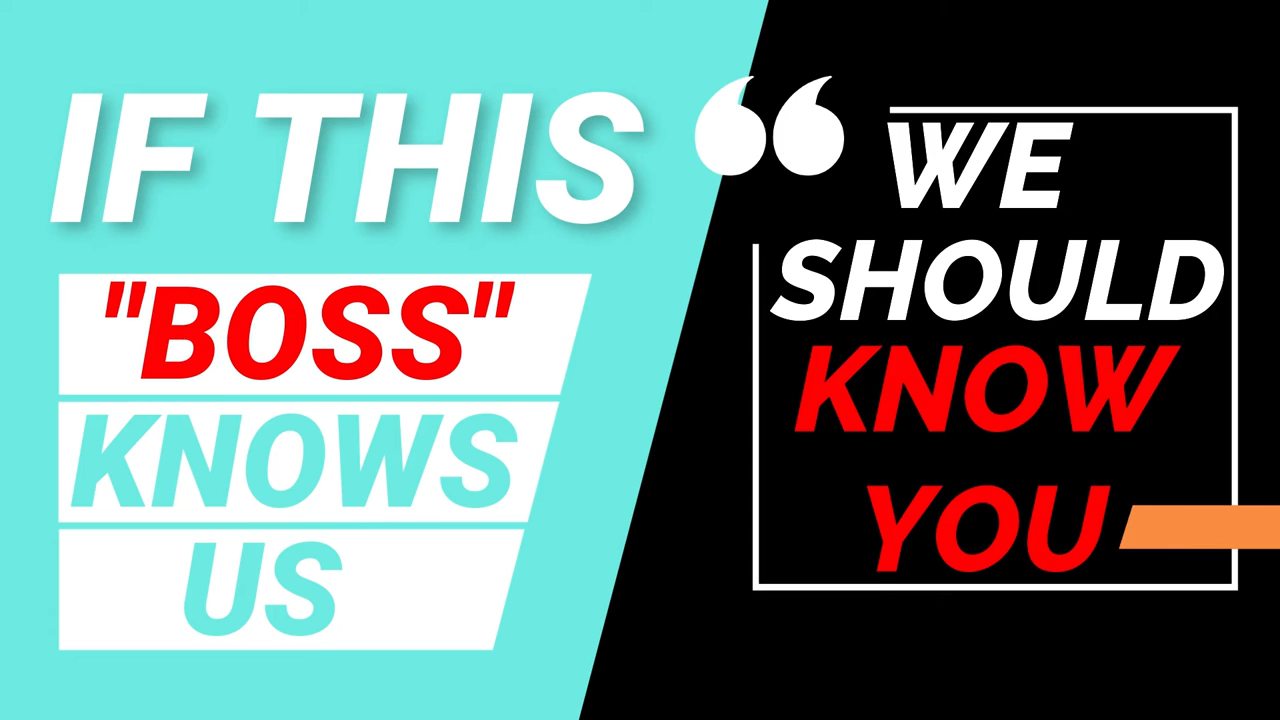 IF THIS
"BOSS"
KNOWS
US
“ WE
SHOULD
KNOW
YOU